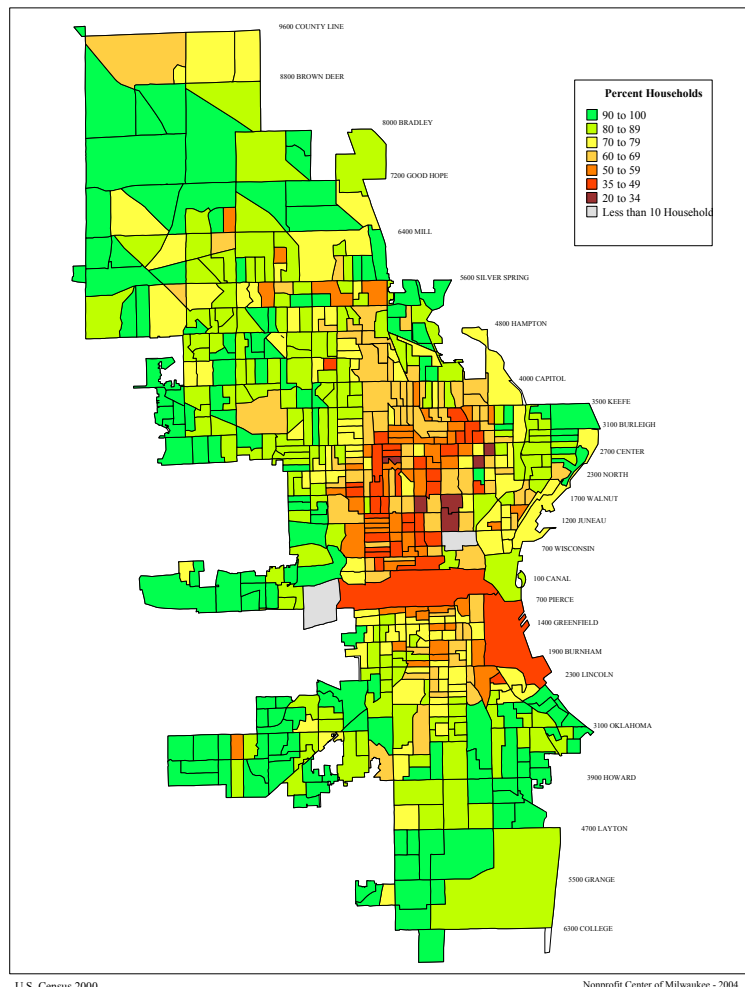 9600 COUNTY LINE
8800 BROWN DEER
Percent Households
90 to 100
80 to 89
70 to 79
60 to 69
50 to 59
35 to 49
20 to 34
Less than 10 Household
8000 BRADLEY
7200 GOOD HOPE
6400 MILL
5600 SILVER SPRING
4800 HAMPTON
4000 CAPITOL
3500 KEEFE
3100 BURLEIGH
2700 CENTER
2300 NORTH
1700 WALNUT
1200 JUNEAU
700 WISCONSIN
100 CANAL
700 PIERCE
1400 GREENFIELD
1900 BURNHAM
2300 LINCOLN
3100 OKLAHOMA
3900 HOWARD
4700 LAYTON
5500 GRANGE
6300 COLLEGE
U.S. Census 2000
Nonprofit Center of Milwaukee - 2004